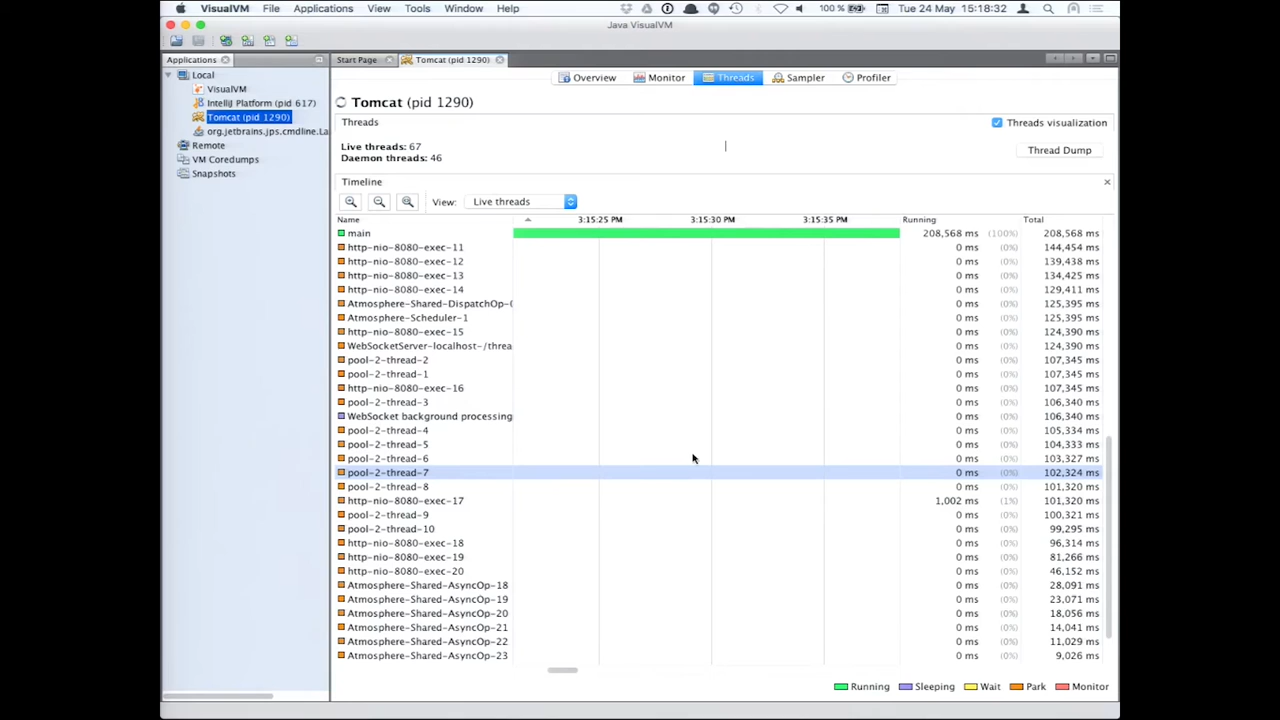 VisualVM File Applications View Tools Window Help 100 % Tue 24 May 15:18:32
Java VisualVM
Applications Start Page Tomcat (pid 1290)
Local
VisualVM
IntelliJ Platform (pid 617)
Tomcat (pid 1290)
org.jetbrains.jps.cmdline.La
Remote
VM Coredumps
Snapshots
Overview Monitor Threads Sampler Profiler
Tomcat (pid 1290)
Threads Threads visualization
Live threads: 67
Daemon threads: 46
Thread Dump
Timeline
View: Live threads
Name 3:15:25 PM 3:15:30 PM 3:15:35 PM Running Total
main 208,568 ms (100%) 208,568 ms
http-nio-8080-exec-11 0 ms (0%) 144,454 ms
http-nio-8080-exec-12 0 ms (0%) 139,438 ms
http-nio-8080-exec-13 0 ms (0%) 134,425 ms
http-nio-8080-exec-14 0 ms (0%) 129,411 ms
Atmosphere-Shared-DispatchOp- 0 ms (0%) 125,395 ms
Atmosphere-Scheduler-1 0 ms (0%) 125,395 ms
http-nio-8080-exec-15 0 ms (0%) 124,390 ms
WebSocketServer-localhost-/threa 0 ms (0%) 124,390 ms
pool-2-thread-2 0 ms (0%) 107,345 ms
pool-2-thread-1 0 ms (0%) 107,345 ms
http-nio-8080-exec-16 0 ms (0%) 107,345 ms
pool-2-thread-3 0 ms (0%) 106,340 ms
WebSocket background processing 0 ms (0%) 106,340 ms
pool-2-thread-4 0 ms (0%) 105,334 ms
pool-2-thread-5 0 ms (0%) 104,333 ms
pool-2-thread-6 0 ms (0%) 103,327 ms
pool-2-thread-7 0 ms (0%) 102,324 ms
pool-2-thread-8 0 ms (0%) 101,320 ms
http-nio-8080-exec-17 1,002 ms (1%) 101,320 ms
pool-2-thread-9 0 ms (0%) 100,321 ms
pool-2-thread-10 0 ms (0%) 99,295 ms
http-nio-8080-exec-18 0 ms (0%) 96,314 ms
http-nio-8080-exec-19 0 ms (0%) 81,266 ms
http-nio-8080-exec-20 0 ms (0%) 46,152 ms
Atmosphere-Shared-AsyncOp-18 0 ms (0%) 28,091 ms
Atmosphere-Shared-AsyncOp-19 0 ms (0%) 23,071 ms
Atmosphere-Shared-AsyncOp-20 0 ms (0%) 18,056 ms
Atmosphere-Shared-AsyncOp-21 0 ms (0%) 14,041 ms
Atmosphere-Shared-AsyncOp-22 0 ms (0%) 11,029 ms
Atmosphere-Shared-AsyncOp-23 0 ms (0%) 9,026 ms
Running Sleeping Wait Park Monitor